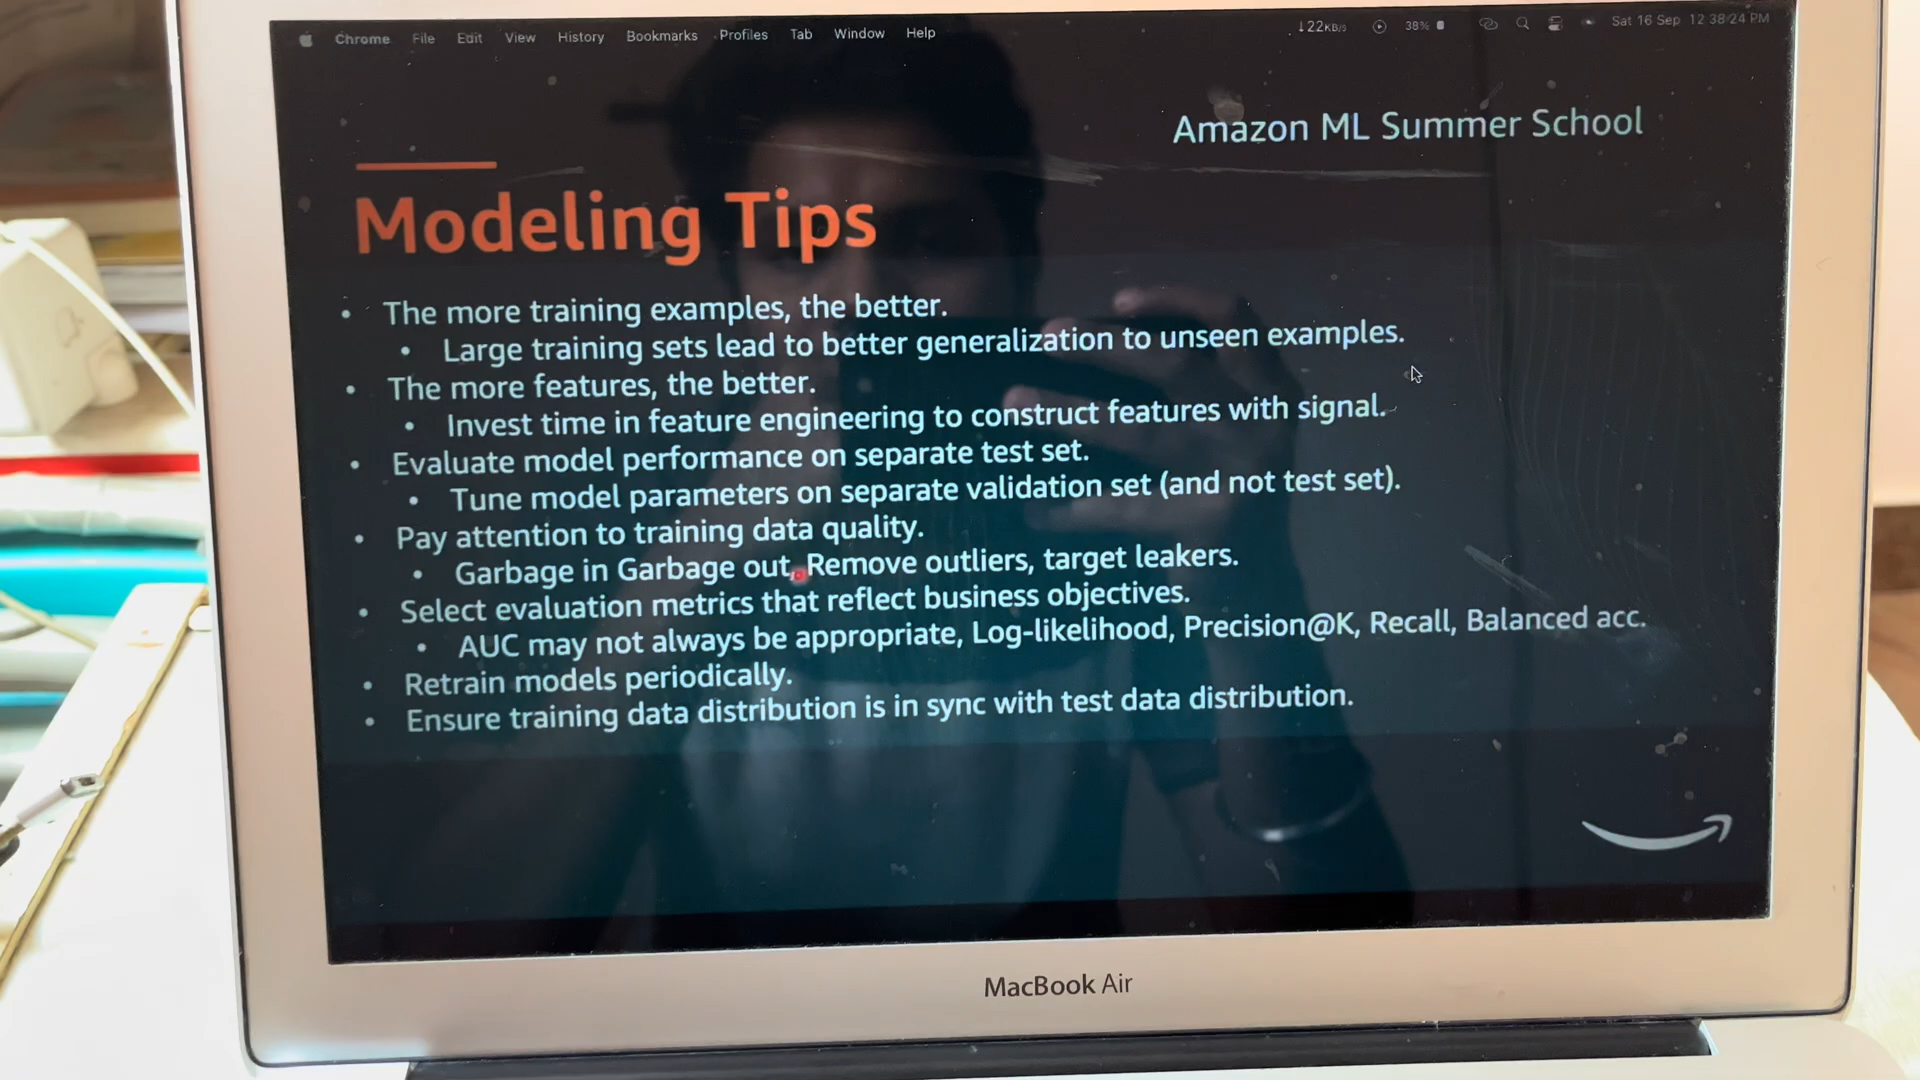 Chrome File Edit View History Bookmarks Profiles Tab Window Help ↓22KB/s 38% Sat 16 Sep 12 38:24 PM
Amazon ML Summer School
Modeling Tips
• The more training examples, the better.
• Large training sets lead to better generalization to unseen examples.
• The more features, the better.
• Invest time in feature engineering to construct features with signal.
• Evaluate model performance on separate test set.
• Tune model parameters on separate validation set (and not test set).
• Pay attention to training data quality.
• Garbage in Garbage out, Remove outliers, target leakers.
• Select evaluation metrics that reflect business objectives.
• AUC may not always be appropriate, Log-likelihood, Precision@K, Recall, Balanced acc.
• Retrain models periodically.
• Ensure training data distribution is in sync with test data distribution.
MacBook Air